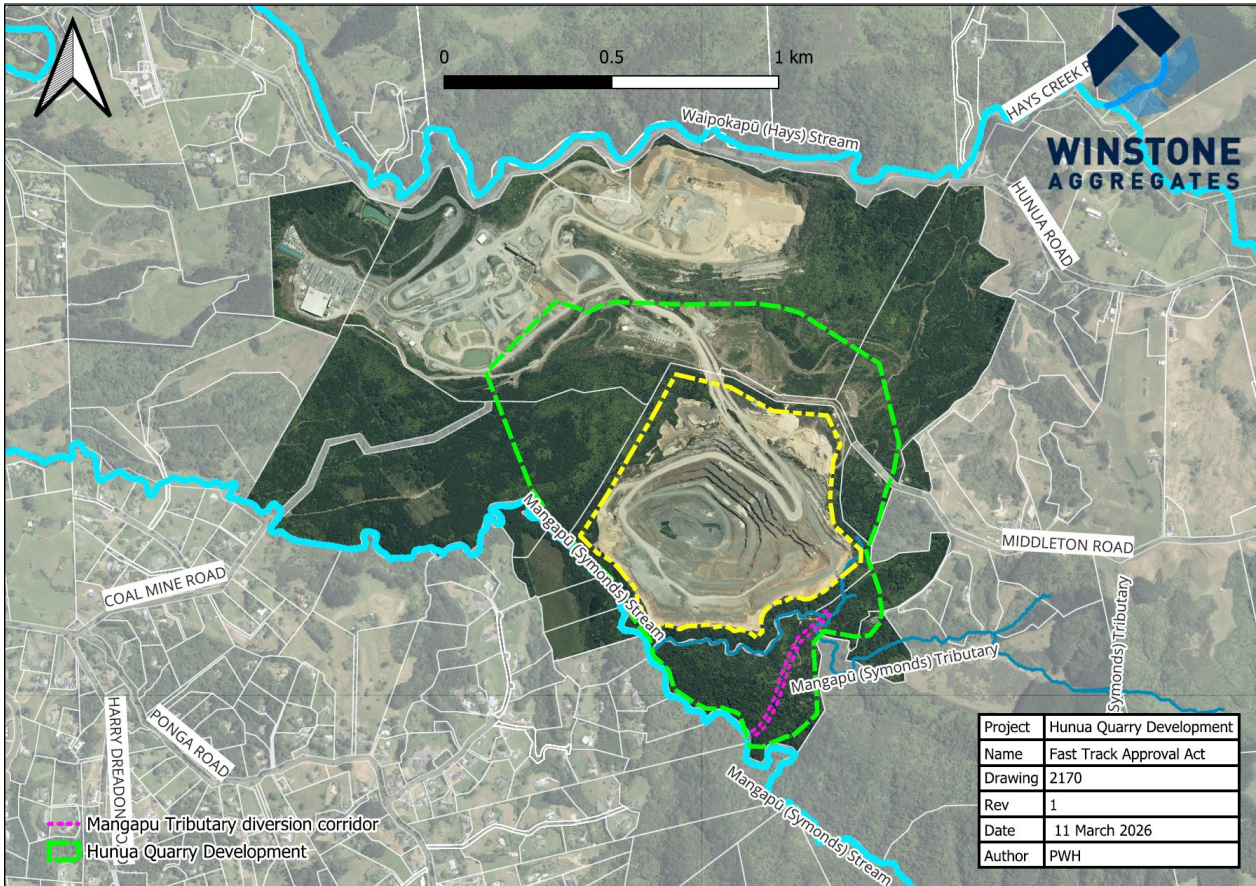 0 0.5 1 km
Waipokapū (Hays) Stream
HAYS CREEK
WINSTONE
AGGREGATES
HUNUA ROAD
MIDDLETON ROAD
Mangapū (Symonds) Stream
COAL MINE ROAD
Mangapū (Symonds) Tributary
Symonds) Tributary
PONGA ROAD
HARRY DREADON
Mangapū (Symonds) Stream
Mangapu Tributary diversion corridor
Hunua Quarry Development
Project Hunua Quarry Development
Name Fast Track Approval Act
Drawing 2170
Rev 1
Date 11 March 2026
Author PWH